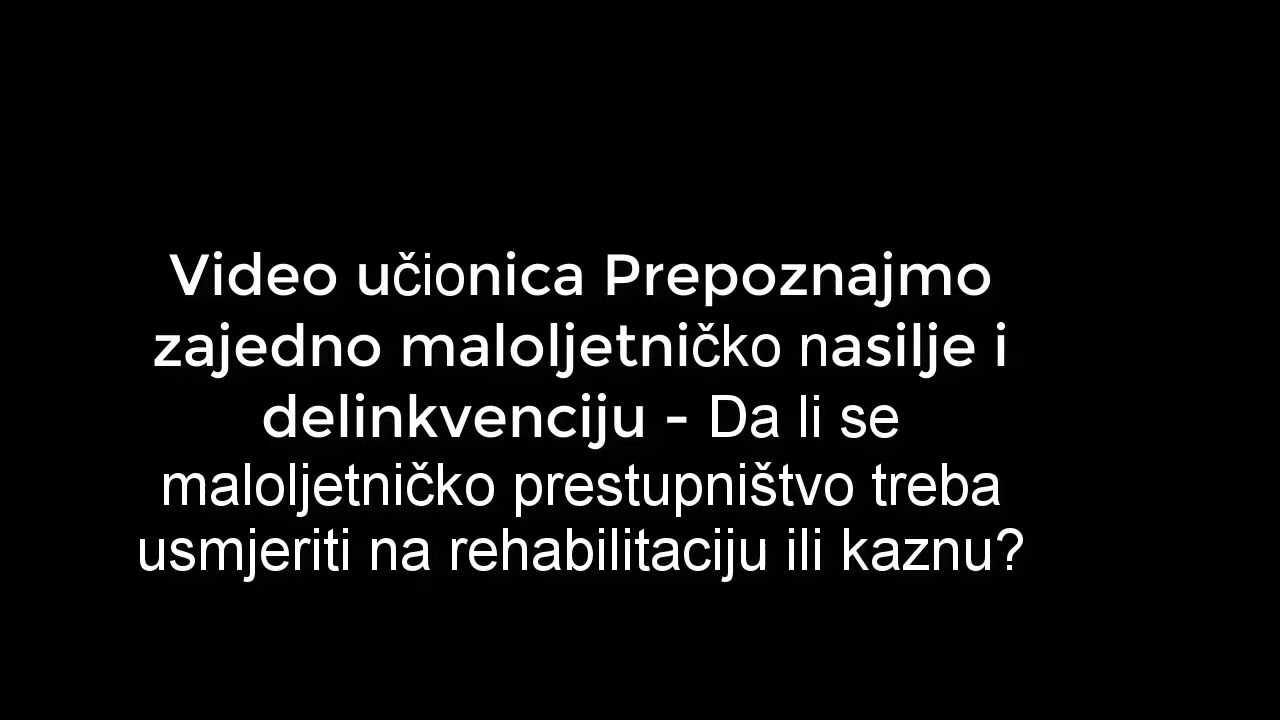 Video učionica Prepoznajmo
zajedno maloljetničko nasilje i
delinkvenciju - Da li se
maloljetničko prestupništvo treba
usmjeriti na rehabilitaciju ili kaznu?